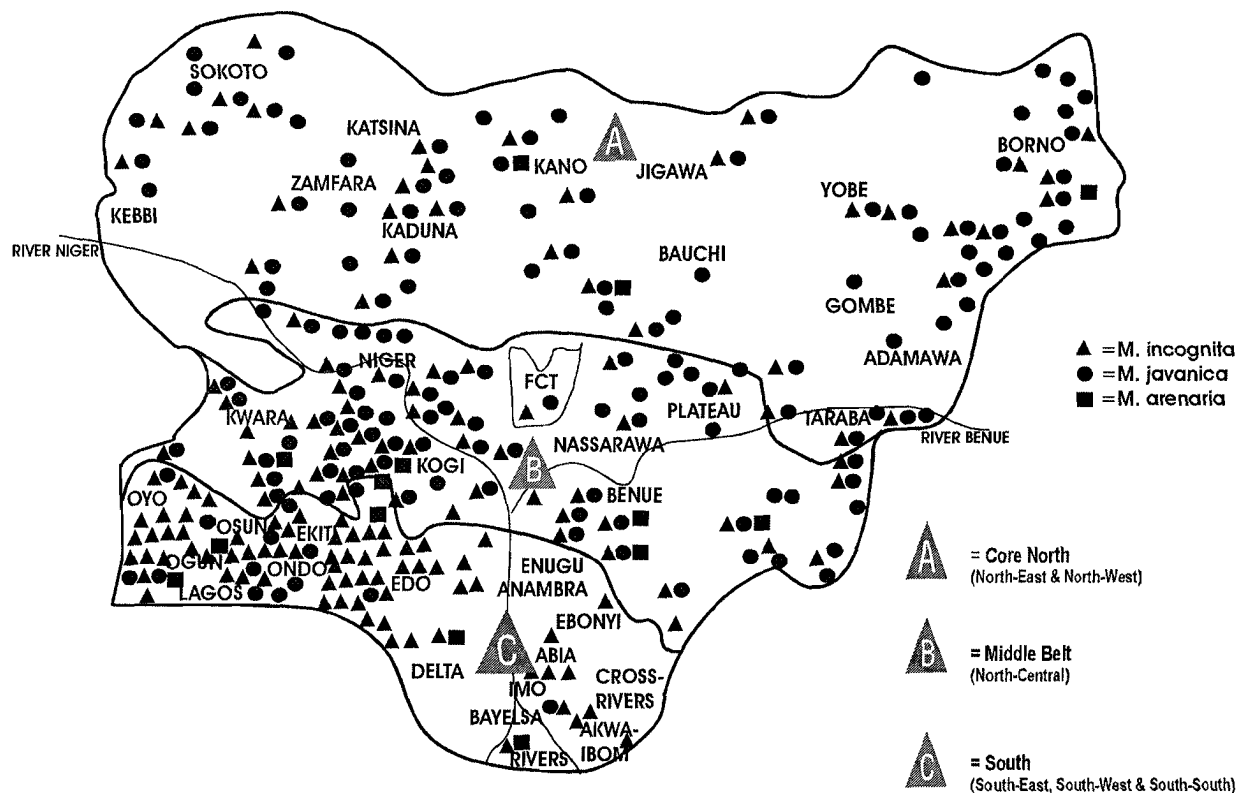 SOKOTO
KATSINA
A
KANO
JIGAWA
BORNO
ZAMFARA
YOBE
KEBBI
KADUNA
RIVER NIGER
BAUCHI
GOMBE
ADAMAWA
NIGER
FCT
PLATEAU
KWARA
TARABA
RIVER BENUE
NASSARAWA
B
KOGI
BENUE
OYO
OSUN
EKITI
OGUN
ONDO
LAGOS
EDO
ENUGU
ANAMBRA
EBONYI
C
ABIA
DELTA
IMO
CROSS-
RIVERS
BAYELSA
AKWA-
IBOM
RIVERS
= M. incognita
= M. javanica
= M. arenaria
A
= Core North
(North-East & North-West)
B
= Middle Belt
(North-Central)
C
= South
(South-East, South-West & South-South)